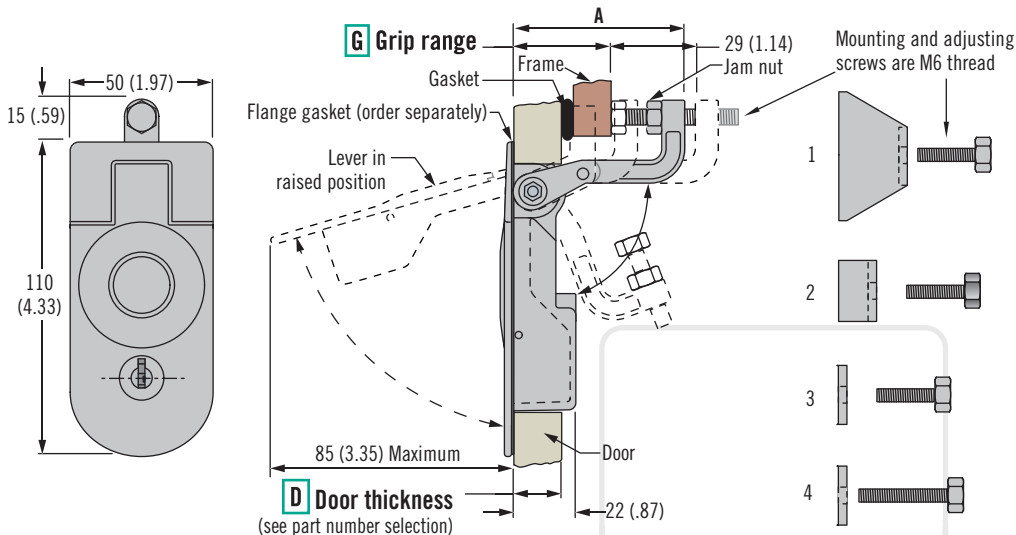 50 (1.97)
15 (.59)
110
(4.33)
A
G Grip range
29 (1.14)
Jam nut
Frame
Gasket
Flange gasket (order separately)
Lever in
raised position
Mounting and adjusting
screws are M6 thread
1
2
3
4
85 (3.35) Maximum
Door
D Door thickness
(see part number selection)
22 (.87)